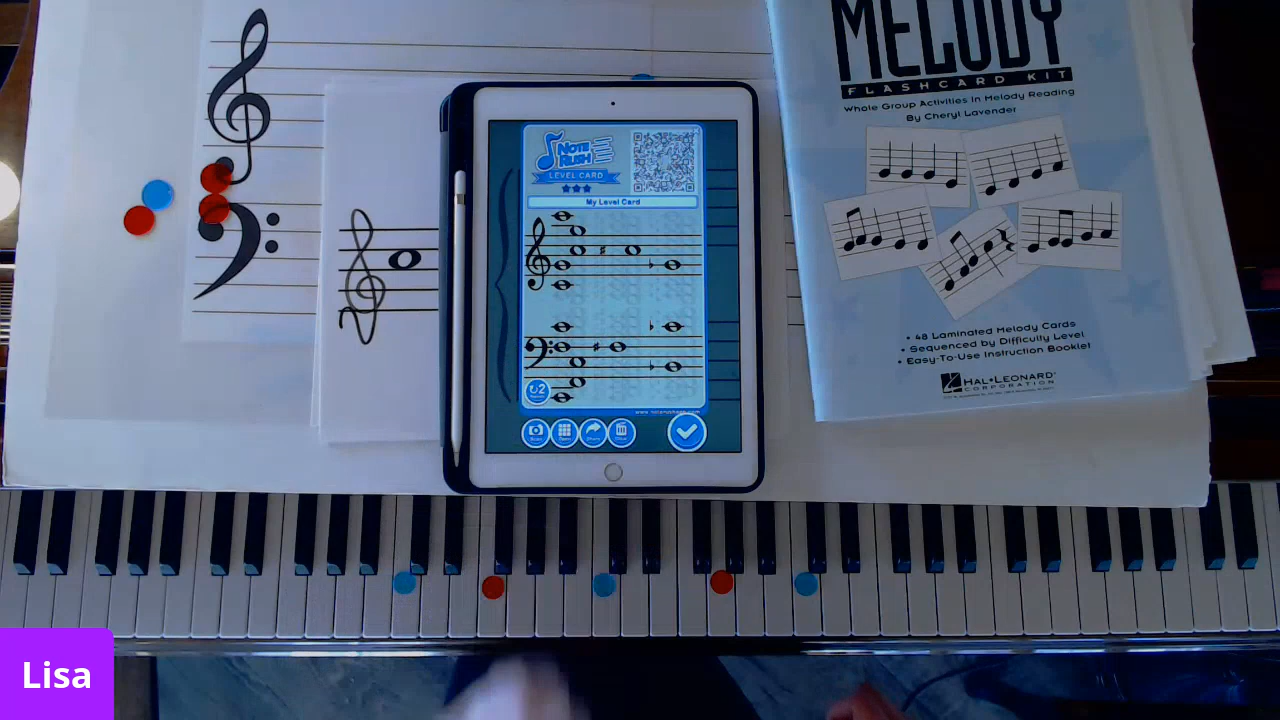 MELODY
FLASHCARD KIT
Whole Group Activities In Melody Reading
By Cheryl Lavender
NOTE
RUSH
LEVEL CARD
My Level Card
2
• 48 Laminated Melody Cards
• Sequenced by Difficulty Level
• Easy-To-Use Instruction Booklet
HAL•LEONARD®
CORPORATION
Lisa